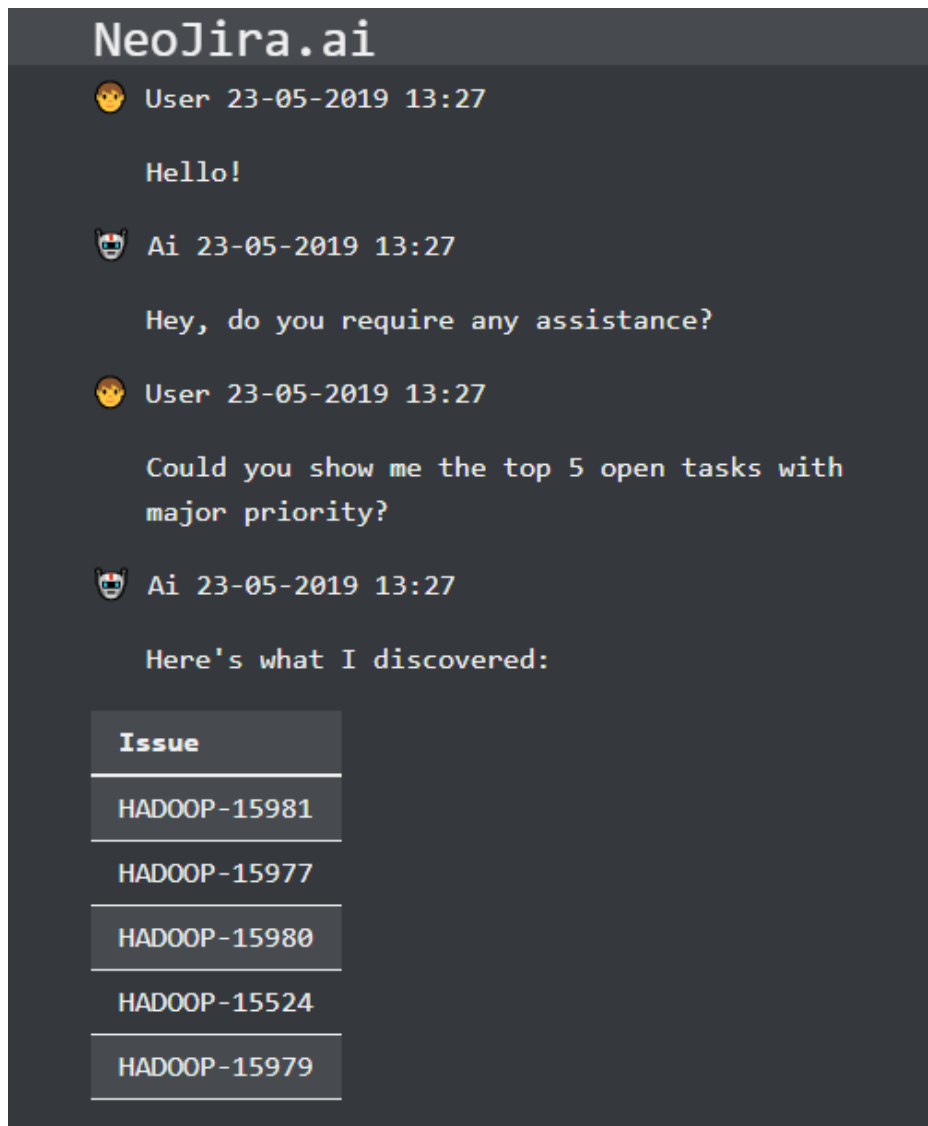 NeoJira.ai
User 23-05-2019 13:27
Hello!
Ai 23-05-2019 13:27
Hey, do you require any assistance?
User 23-05-2019 13:27
Could you show me the top 5 open tasks with
major priority?
Ai 23-05-2019 13:27
Here's what I discovered:
Issue
HADOOP-15981
HADOOP-15977
HADOOP-15980
HADOOP-15524
HADOOP-15979